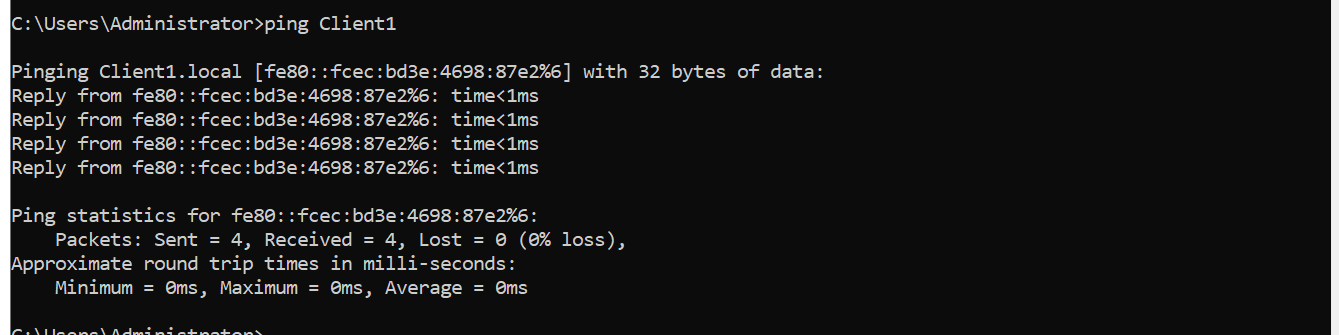 C:\Users\Administrator>ping Client1
Pinging Client1.local [fe80::fcec:bd3e:4698:87e2%6] with 32 bytes of data:
Reply from fe80::fcec:bd3e:4698:87e2%6: time<1ms
Reply from fe80::fcec:bd3e:4698:87e2%6: time<1ms
Reply from fe80::fcec:bd3e:4698:87e2%6: time<1ms
Reply from fe80::fcec:bd3e:4698:87e2%6: time<1ms
Ping statistics for fe80::fcec:bd3e:4698:87e2%6:
    Packets: Sent = 4, Received = 4, Lost = 0 (0% loss),
Approximate round trip times in milli-seconds:
    Minimum = 0ms, Maximum = 0ms, Average = 0ms
C:\Users\Administrator>